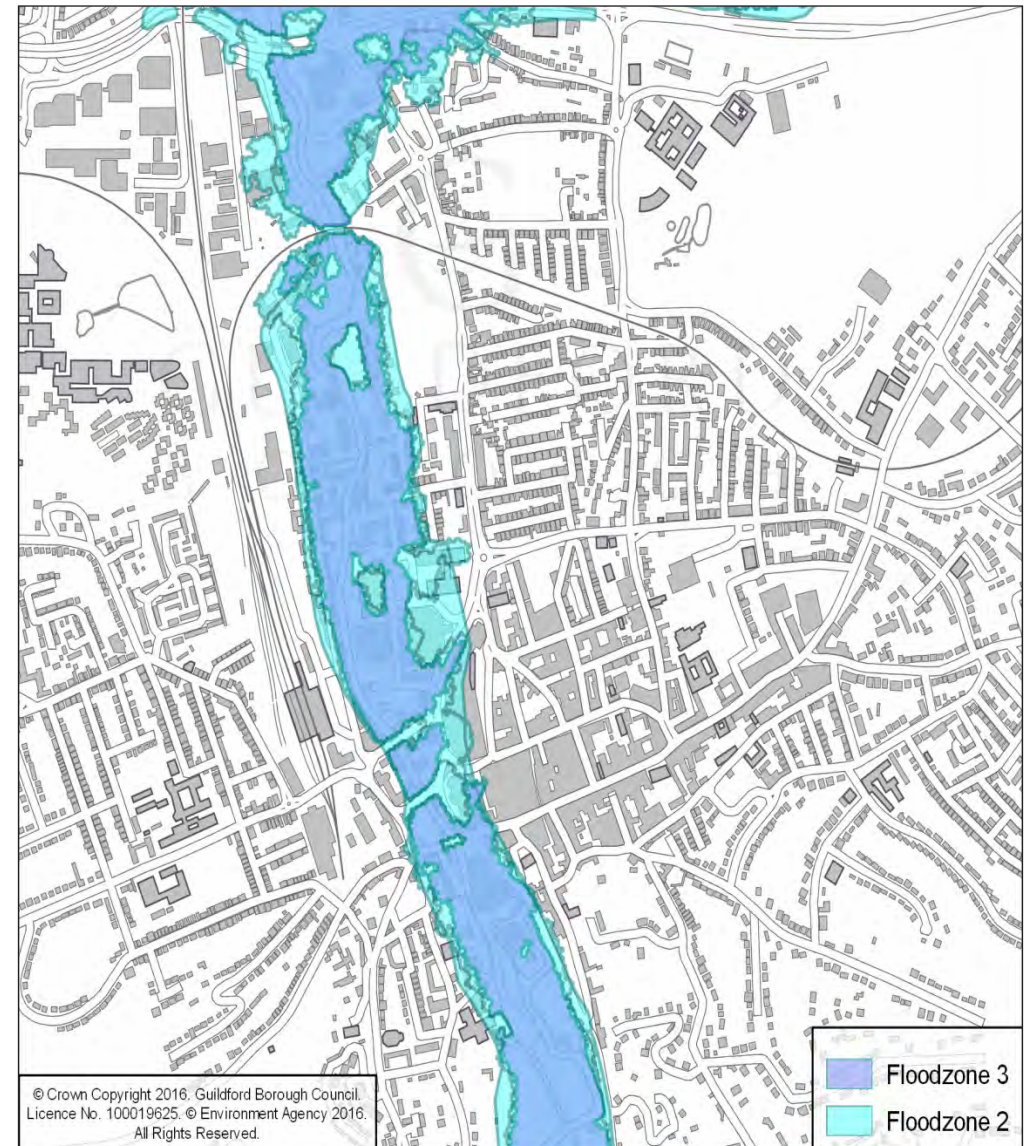 © Crown Copyright 2016. Guildford Borough Council.
Licence No. 100019625. © Environment Agency 2016.
All Rights Reserved.
Floodzone 3
Floodzone 2